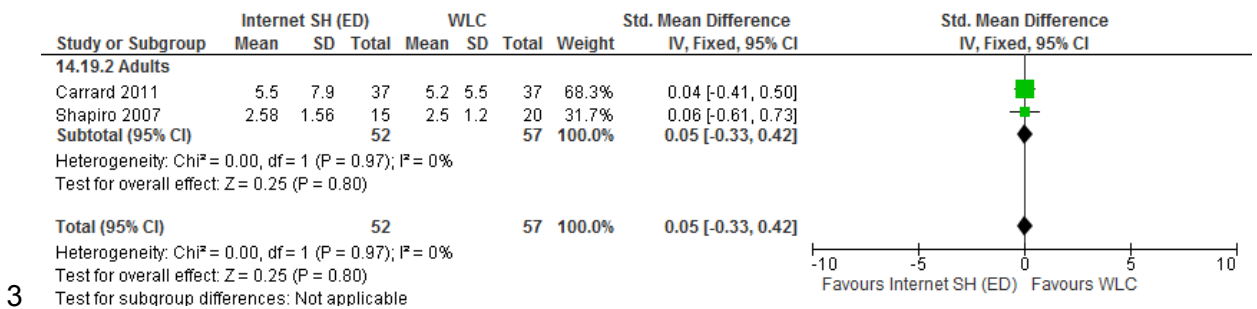 Internet SH (ED) WLC Std. Mean Difference Std. Mean Difference
Study or Subgroup Mean SD Total Mean SD Total Weight IV, Fixed, 95% CI IV, Fixed, 95% CI
14.19.2 Adults
Carrard 2011 5.5 7.9 37 5.2 5.5 37 68.3% 0.04 [-0.41, 0.50]
Shapiro 2007 2.58 1.56 15 2.5 1.2 20 31.7% 0.06 [-0.61, 0.73]
Subtotal (95% CI) 52 57 100.0% 0.05 [-0.33, 0.42]
Heterogeneity: Chi² = 0.00, df = 1 (P = 0.97); I² = 0%
Test for overall effect: Z = 0.25 (P = 0.80)
Total (95% CI) 52 57 100.0% 0.05 [-0.33, 0.42]
Heterogeneity: Chi² = 0.00, df = 1 (P = 0.97); I² = 0%
Test for overall effect: Z = 0.25 (P = 0.80)
3 Test for subgroup differences: Not applicable
-10 -5 0 5 10
Favours Internet SH (ED) Favours WLC